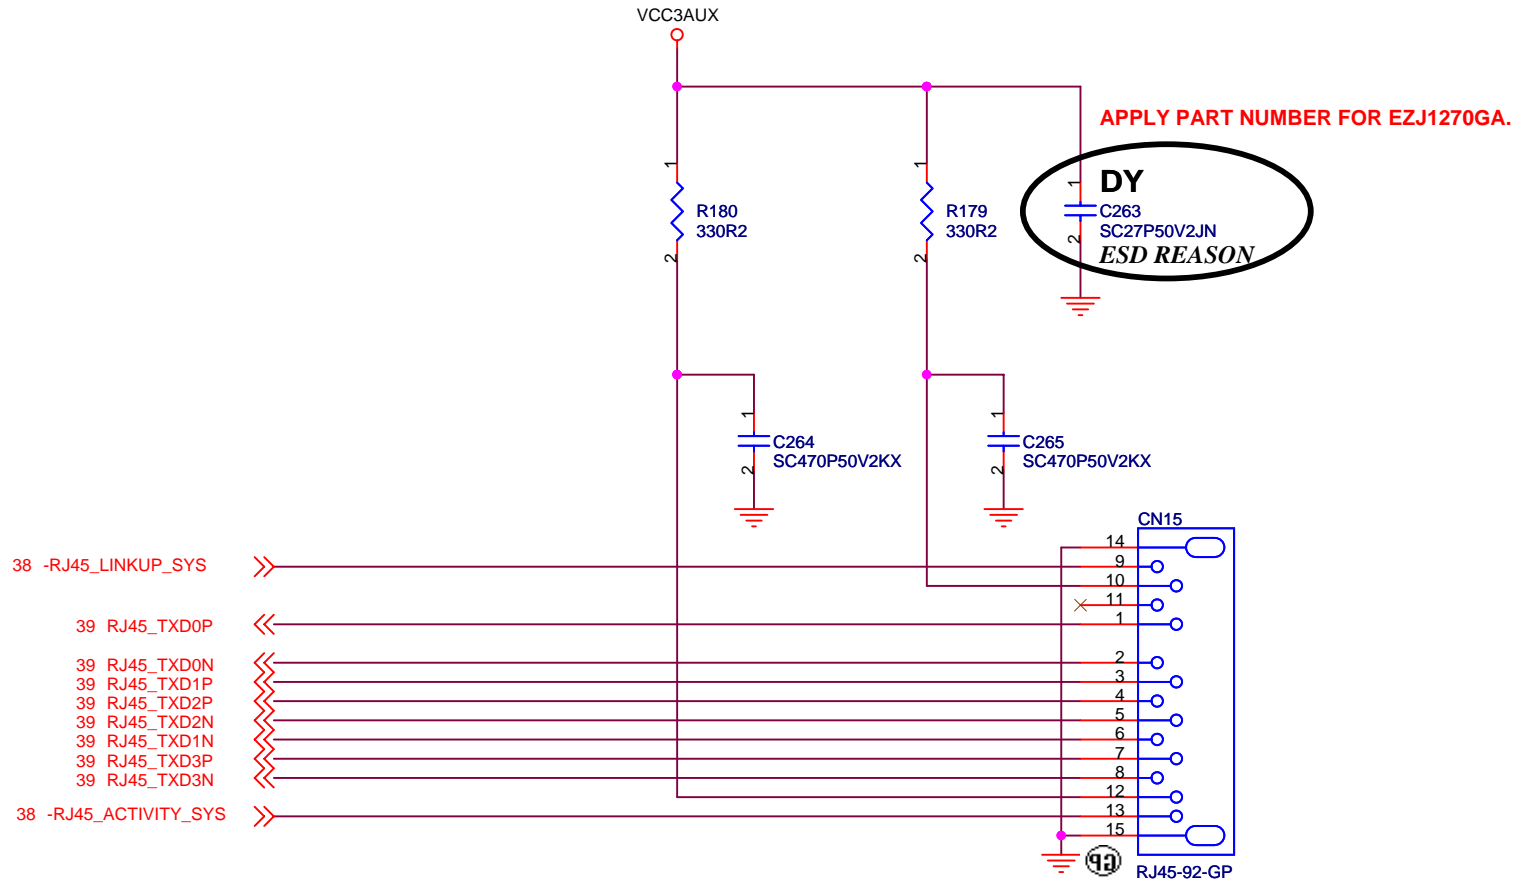 VCC3AUX
APPLY PART NUMBER FOR EZJ1270GA.
1
R180
330R2
2
1
R179
330R2
2
DY
1
C263
SC27P50V2JN
2
ESD REASON
1
C264
SC470P50V2KX
2
1
C265
SC470P50V2KX
2
CN15
14
38 -RJ45_LINKUP_SYS
9
10
11
39 RJ45_TXD0P
1
39 RJ45_TXD0N
2
39 RJ45_TXD1P
3
39 RJ45_TXD2P
4
39 RJ45_TXD2N
5
39 RJ45_TXD1N
6
39 RJ45_TXD3P
7
39 RJ45_TXD3N
8
12
38 -RJ45_ACTIVITY_SYS
13
15
GP
RJ45-92-GP